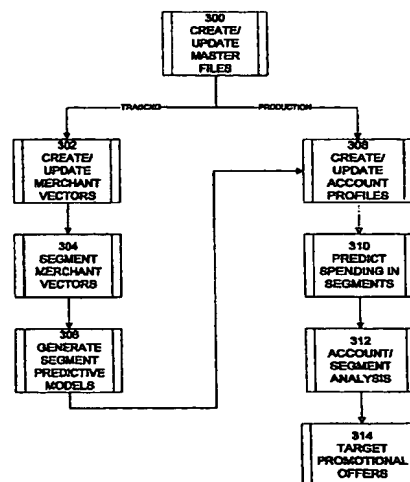 300
CREATE/
UPDATE
MASTER
FILES
PRODUCTION
302
CREATE/
UPDATE
MERCHANT
VECTORS
304
SEGMENT
MERCHANT
VECTORS
306
GENERATE
SEGMENT
PREDICTIVE
MODELS
308
CREATE/
UPDATE
ACCOUNT
PROFILES
310
PREDICT
SPENDING IN
SEGMENTS
312
ACCOUNT/
SEGMENT
ANALYSIS
314
TARGET
PROMOTIONAL
OFFERS